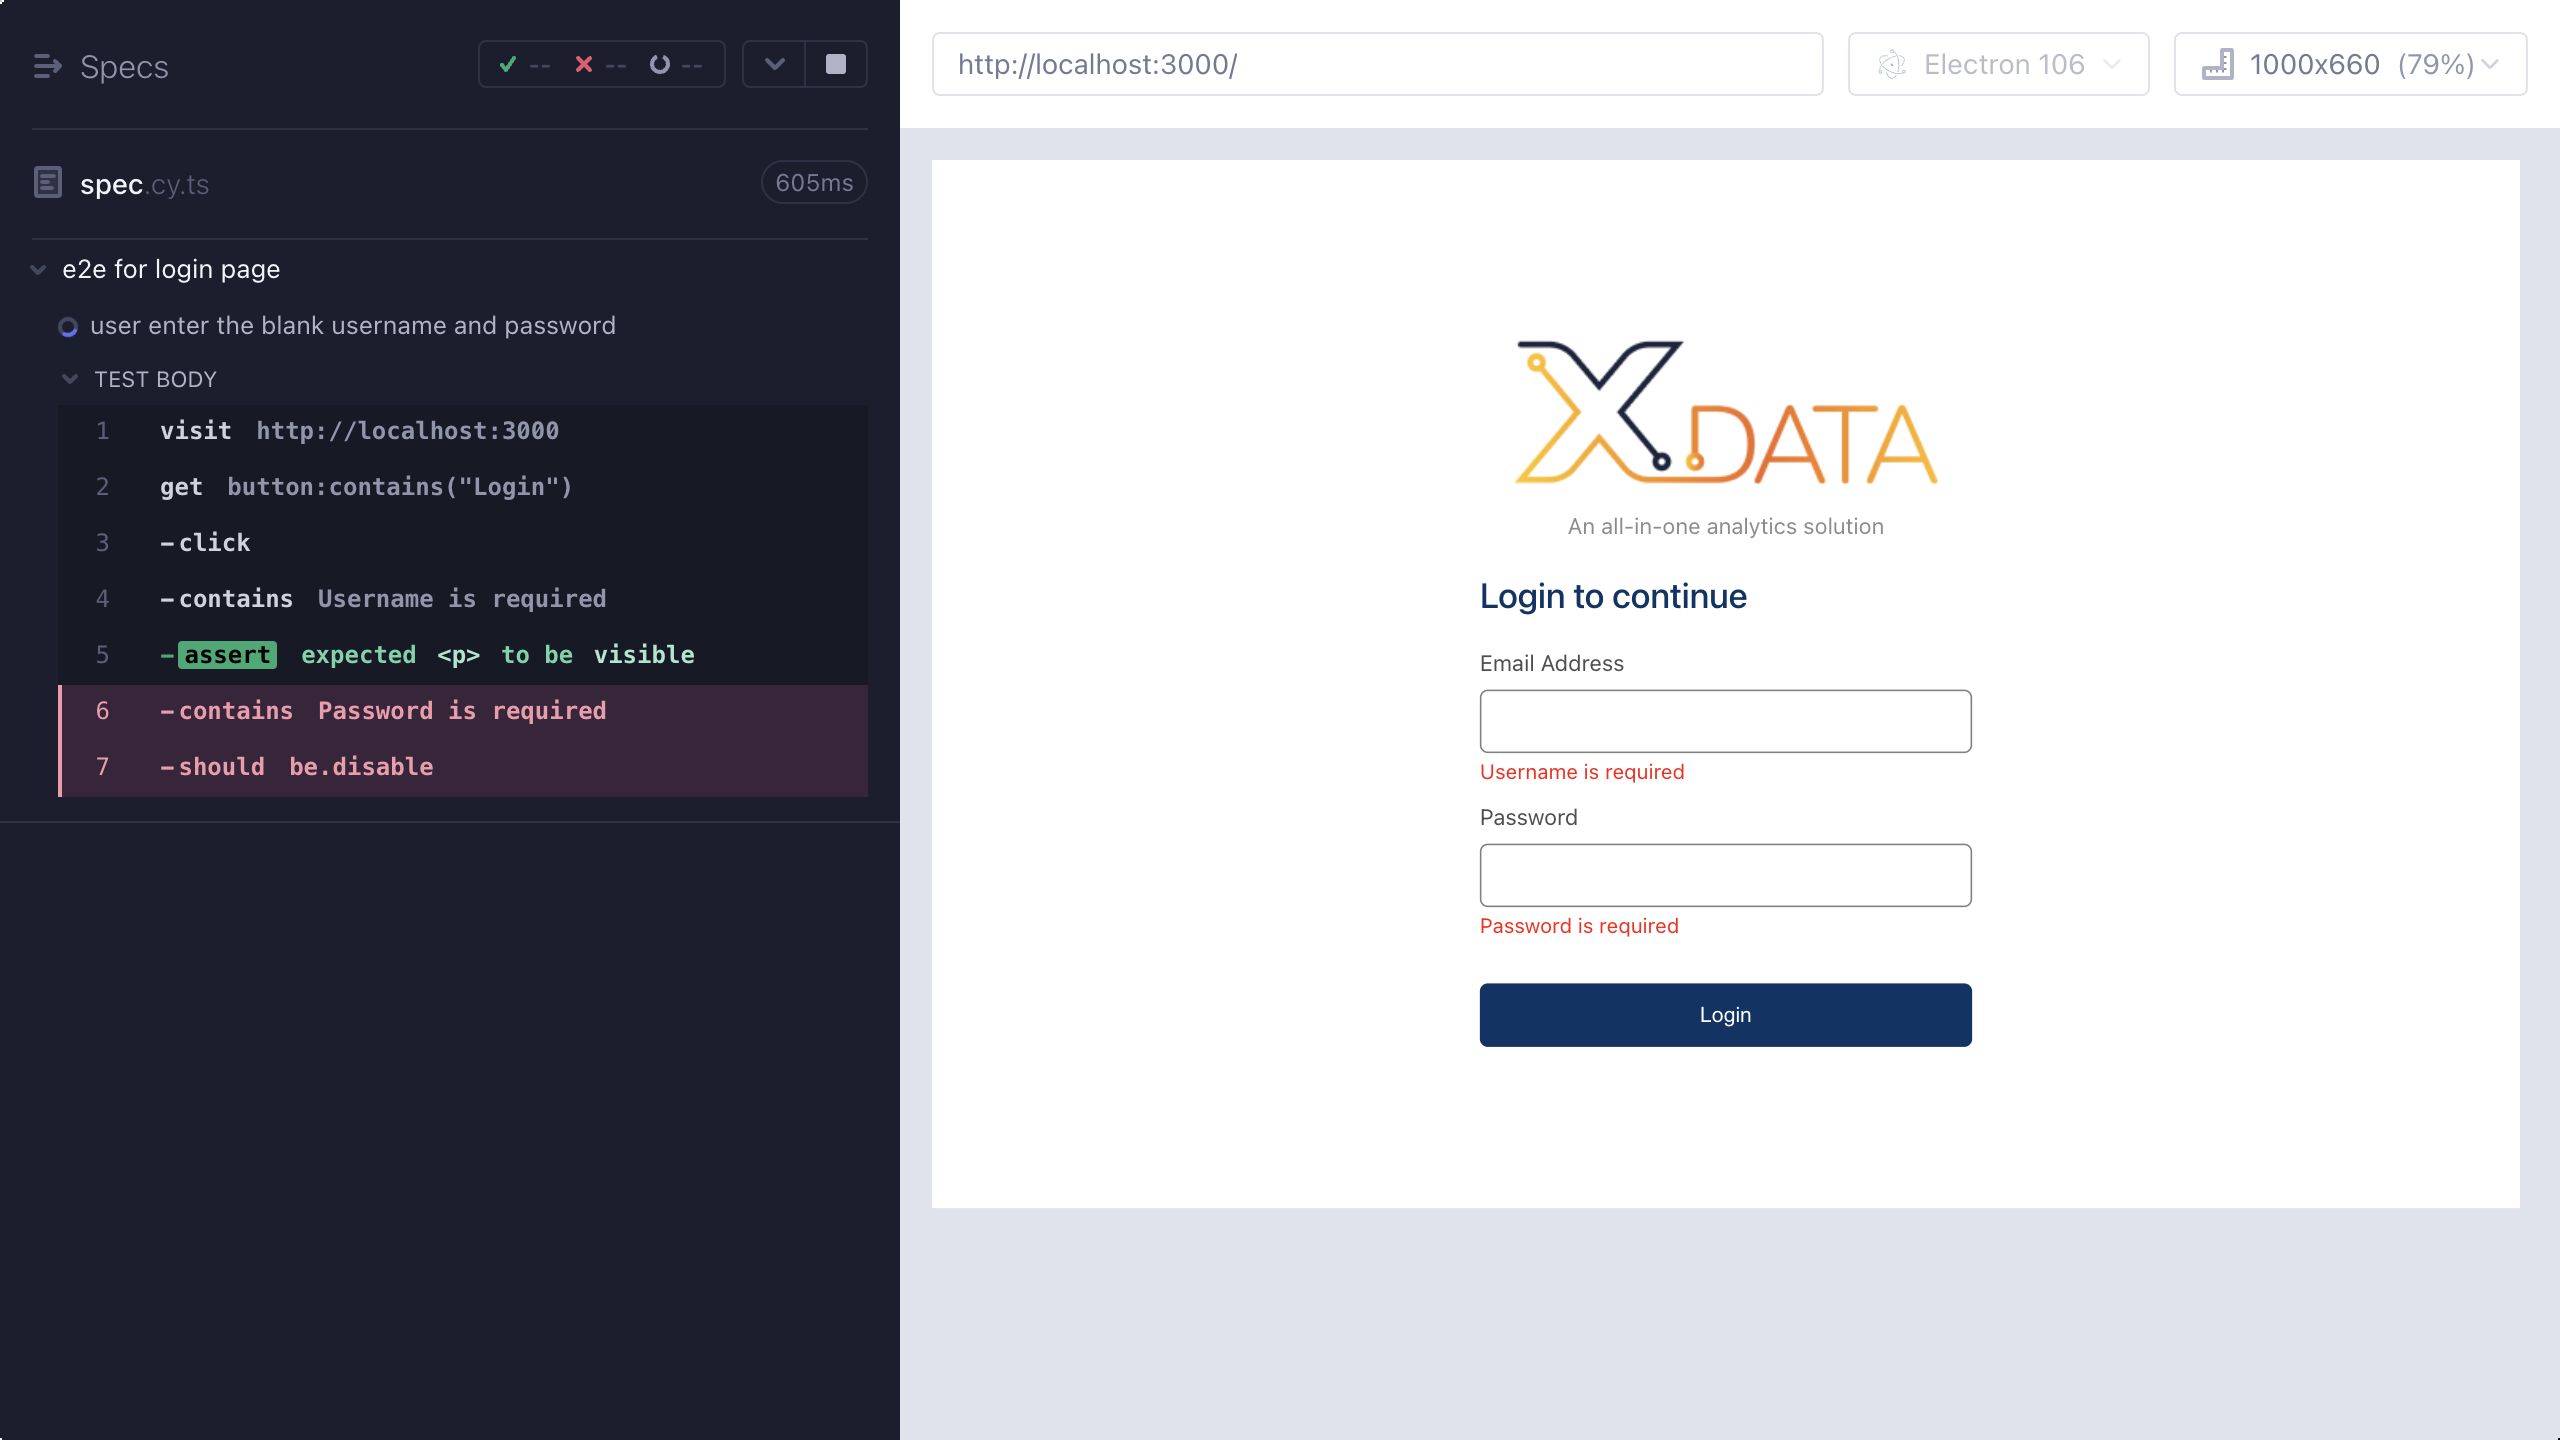 Specs
-- -- --
spec.cy.ts 605ms
e2e for login page
user enter the blank username and password
TEST BODY
1 visit http://localhost:3000
2 get button:contains("Login")
3 -click
4 -contains Username is required
5 -assert expected <p> to be visible
6 -contains Password is required
7 -should be.disable
http://localhost:3000/ Electron 106 1000x660 (79%)
XDATA
An all-in-one analytics solution
Login to continue
Email Address
Username is required
Password
Password is required
Login